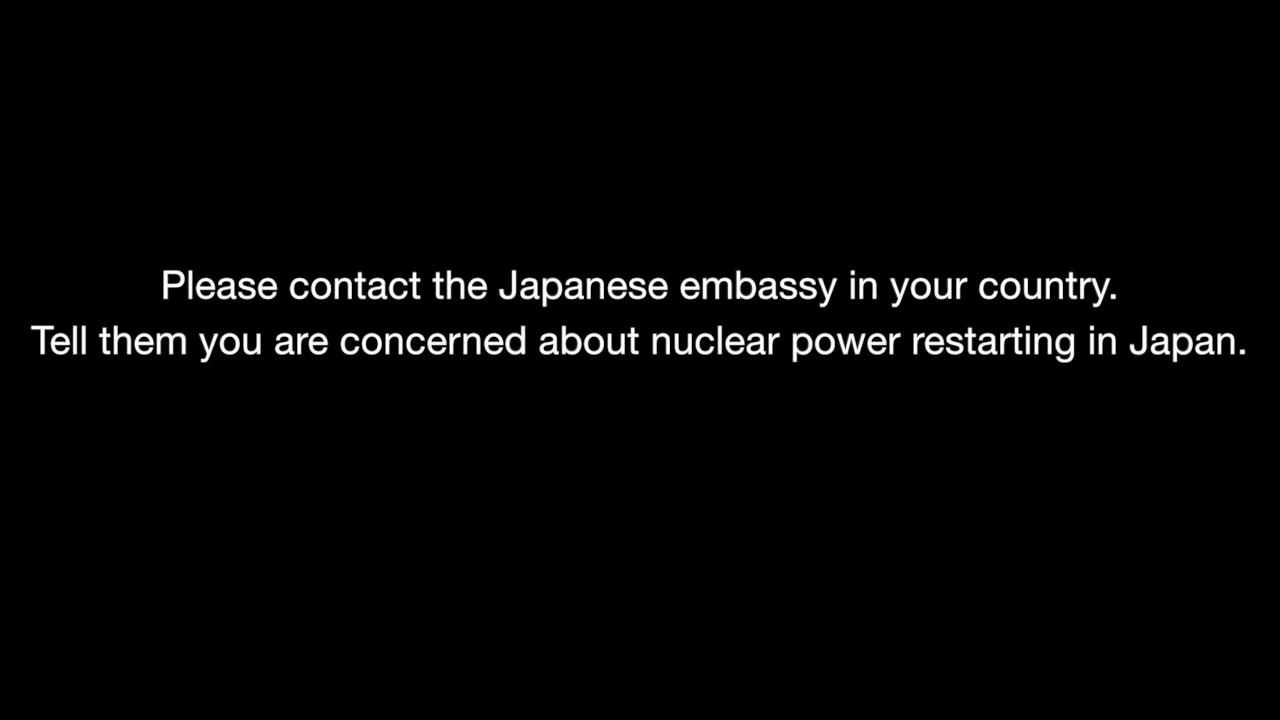 Please contact the Japanese embassy in your country.
Tell them you are concerned about nuclear power restarting in Japan.